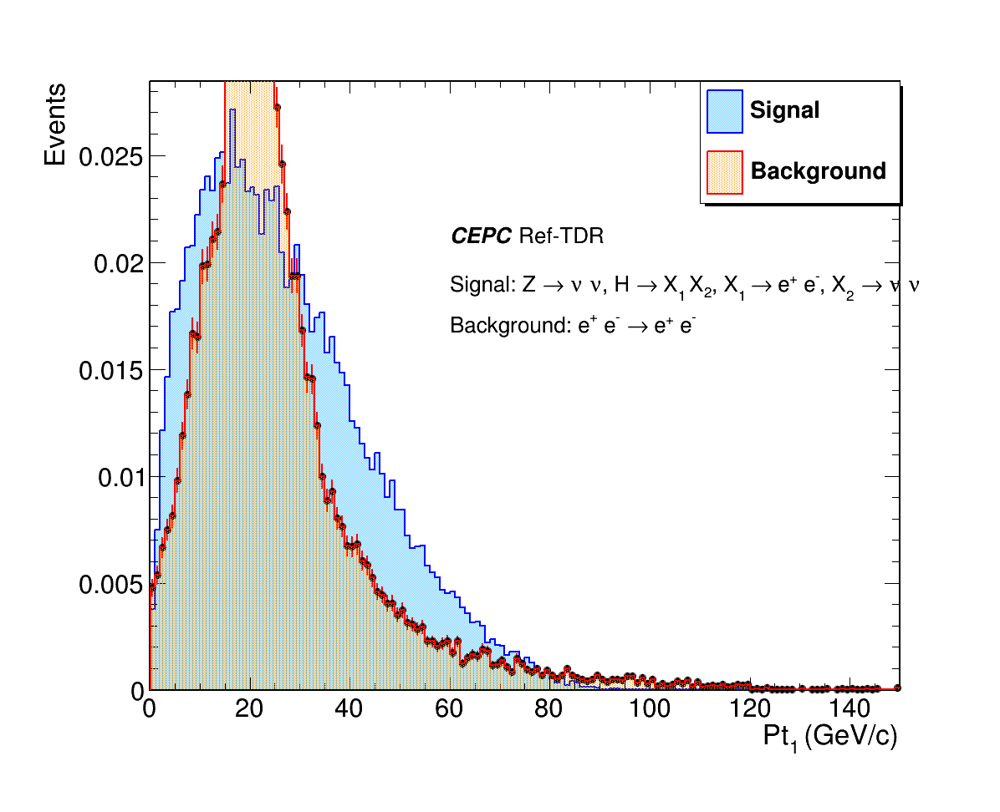 Events
Signal
Background
0.025
0.02
0.015
0.01
0.005
0
CEPC Ref-TDR
Signal: Z → ν ν, H → X₁ X₂, X₁ → e⁺ e⁻, X₂ → ν ν
Background: e⁺ e⁻ → e⁺ e⁻
0 20 40 60 80 100 120 140
Pt₁ (GeV/c)